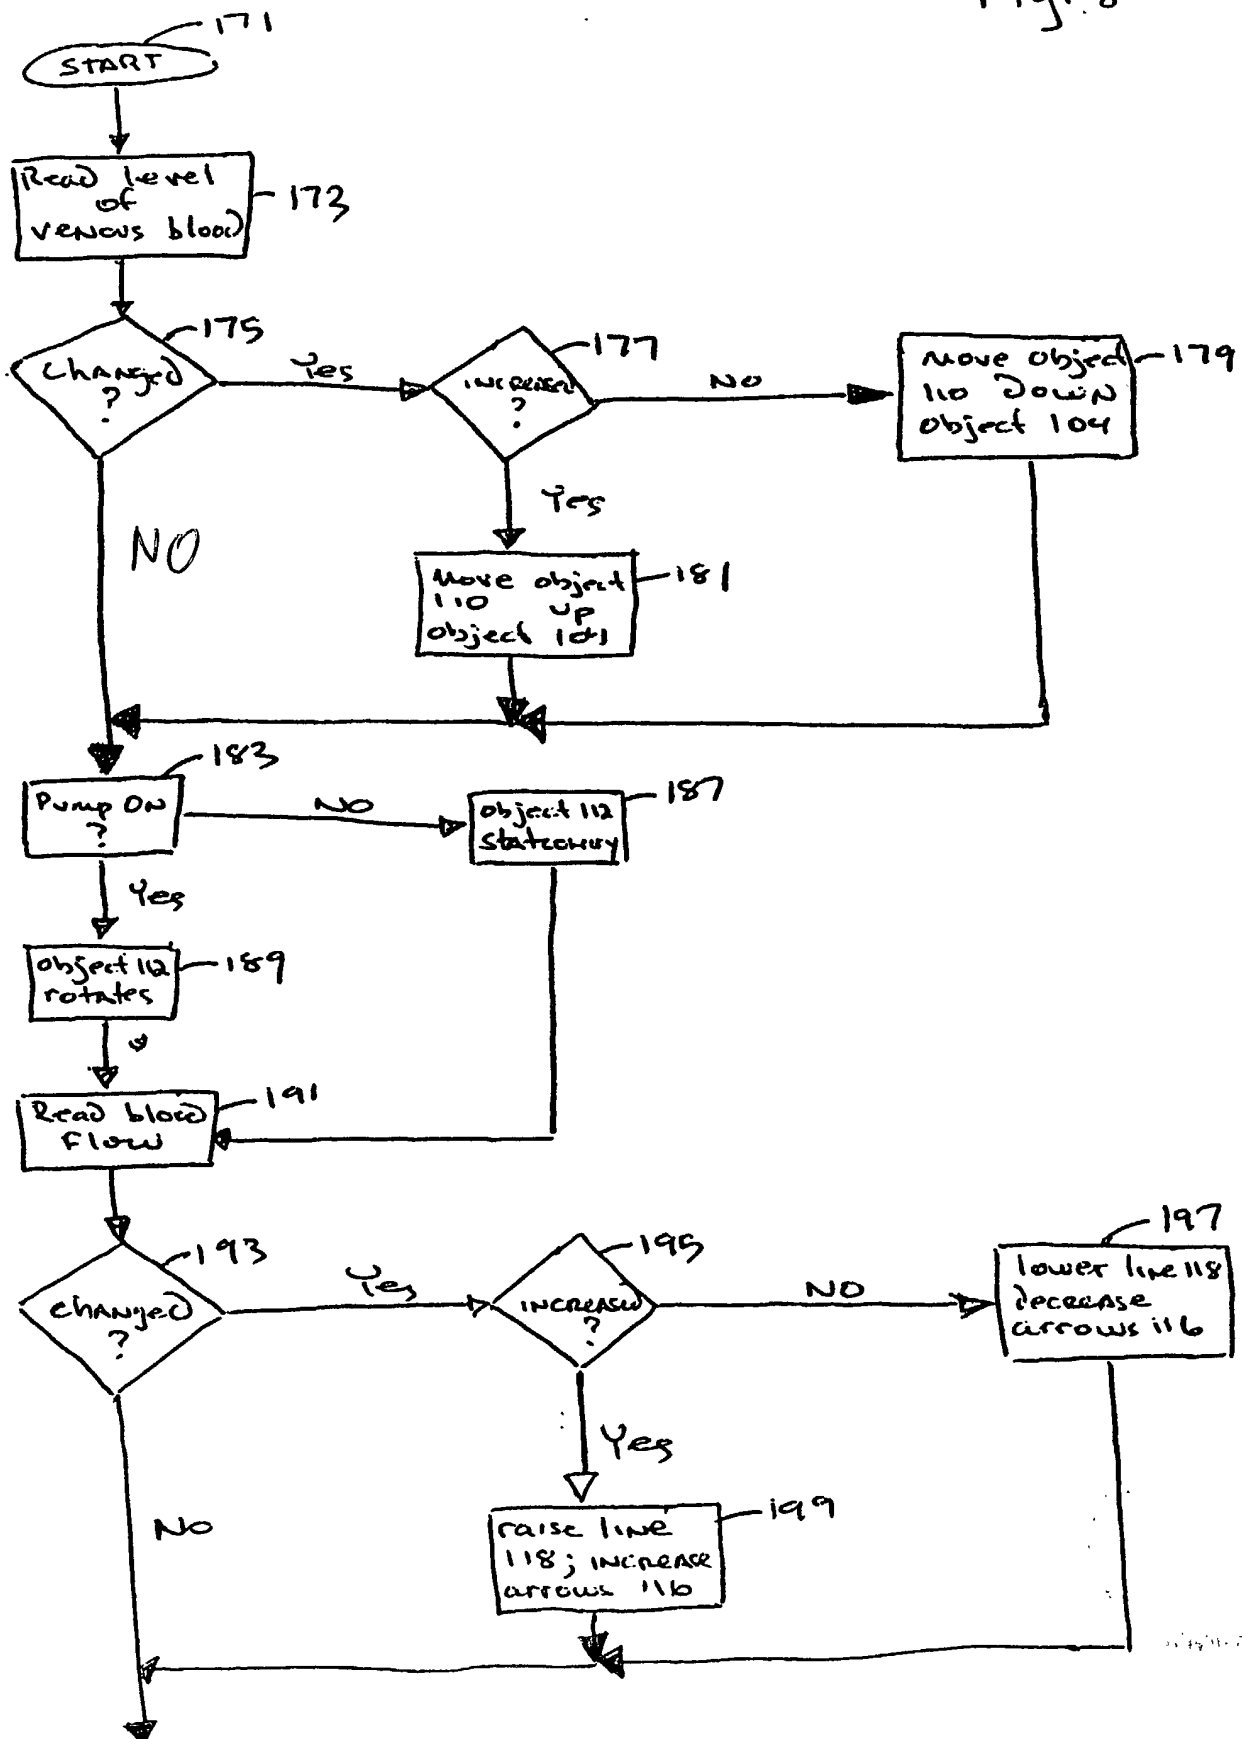 171
START
Read level
of
venous blood
173
changed
?
175
Yes
INCREASED
?
177
NO
Move object
110 DOWN
object 104
179
NO
Yes
Move object
110 up
object 104
181
183
Pump ON
?
NO
object 112
stationary
187
Yes
object 112
rotates
189
Read blood
Flow
191
changed
?
193
Yes
INCREASED
?
195
NO
197
lower line 118
decrease
arrows 116
Yes
NO
raise line
118; increase
arrows 116
199